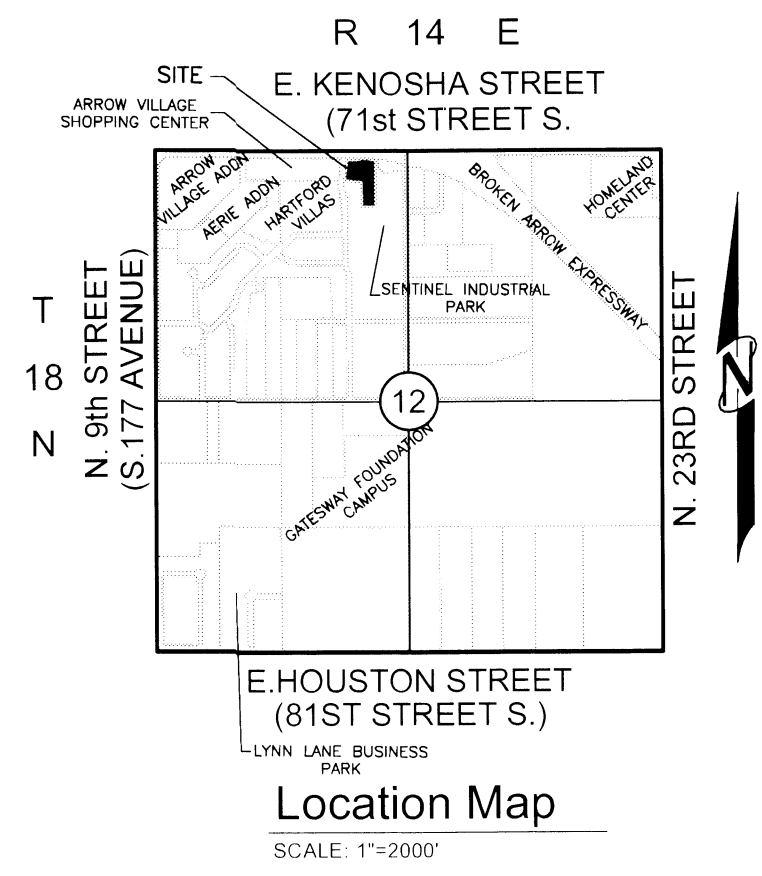 R 14 E
SITE
E. KENOSHA STREET
(71st STREET S.
ARROW VILLAGE
SHOPPING CENTER
ARROW
VILLAGE ADDN
AERIE ADDN
HARTFORD
VILLAS
BROKEN ARROW EXPRESSWAY
HOMELAND
CENTER
SENTINEL INDUSTRIAL
PARK
T
18
N
N. 9th STREET
(S.177 AVENUE)
12
N. 23RD STREET
N
GATESWAY FOUNDATION
CAMPUS
E.HOUSTON STREET
(81ST STREET S.)
LYNN LANE BUSINESS
PARK
Location Map
SCALE: 1"=2000'